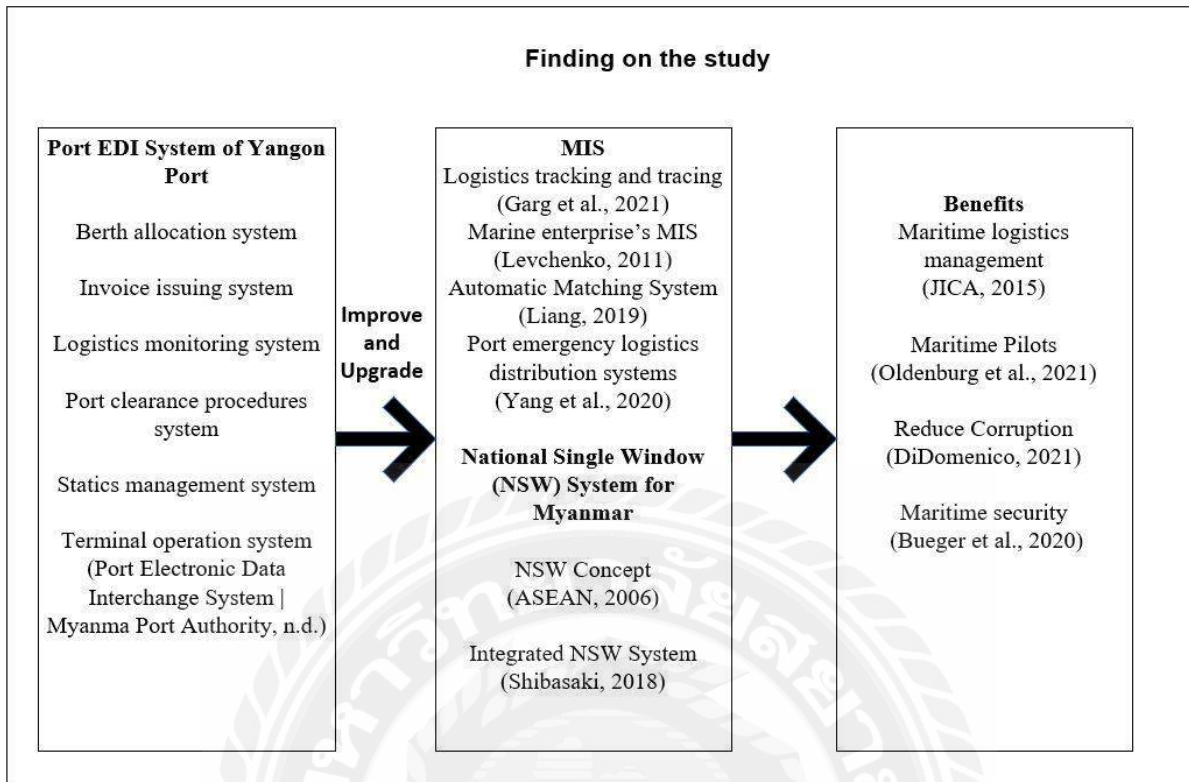 Finding on the study
Port EDI System of Yangon
Port
Berth allocation system
Invoice issuing system
Logistics monitoring system
Port clearance procedures
system
Statics management system
Terminal operation system
(Port Electronic Data
Interchange System |
Myanma Port Authority, n.d.)
Improve
and
Upgrade
MIS
Logistics tracking and tracing
(Garg et al., 2021)
Marine enterprise’s MIS
(Levchenko, 2011)
Automatic Matching System
(Liang, 2019)
Port emergency logistics
distribution systems
(Yang et al., 2020)
National Single Window
(NSW) System for
Myanmar
NSW Concept
(ASEAN, 2006)
Integrated NSW System
(Shibasaki, 2018)
Benefits
Maritime logistics
management
(JICA, 2015)
Maritime Pilots
(Oldenburg et al., 2021)
Reduce Corruption
(DiDomenico, 2021)
Maritime security
(Bueger et al., 2020)